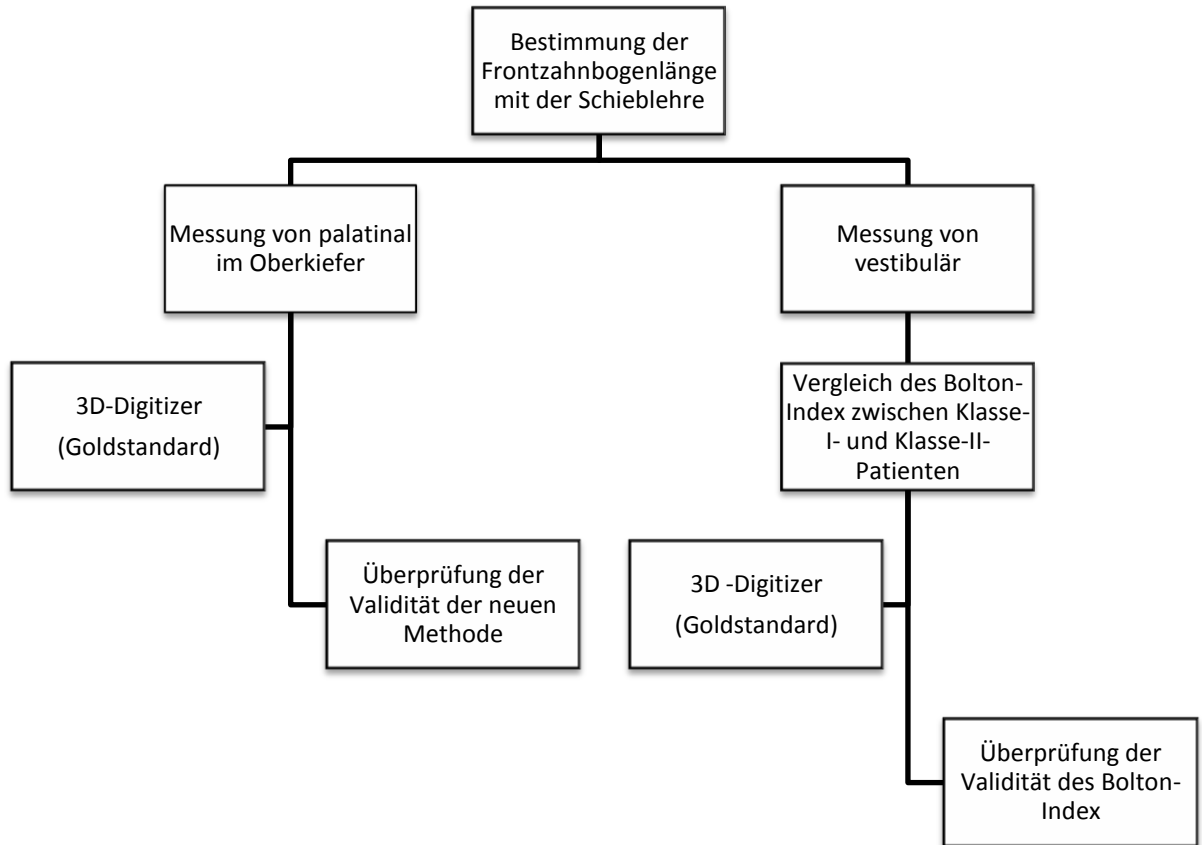 Bestimmung der
Frontzahnbogenlänge
mit der Schieblehre
Messung von palatinal
im Oberkiefer
Messung von
vestibulär
3D-Digitizer
(Goldstandard)
Vergleich des Bolton-
Index zwischen Klasse-
I- und Klasse-II-
Patienten
Überprüfung der
Validität der neuen
Methode
3D -Digitizer
(Goldstandard)
Überprüfung der
Validität des Bolton-
Index